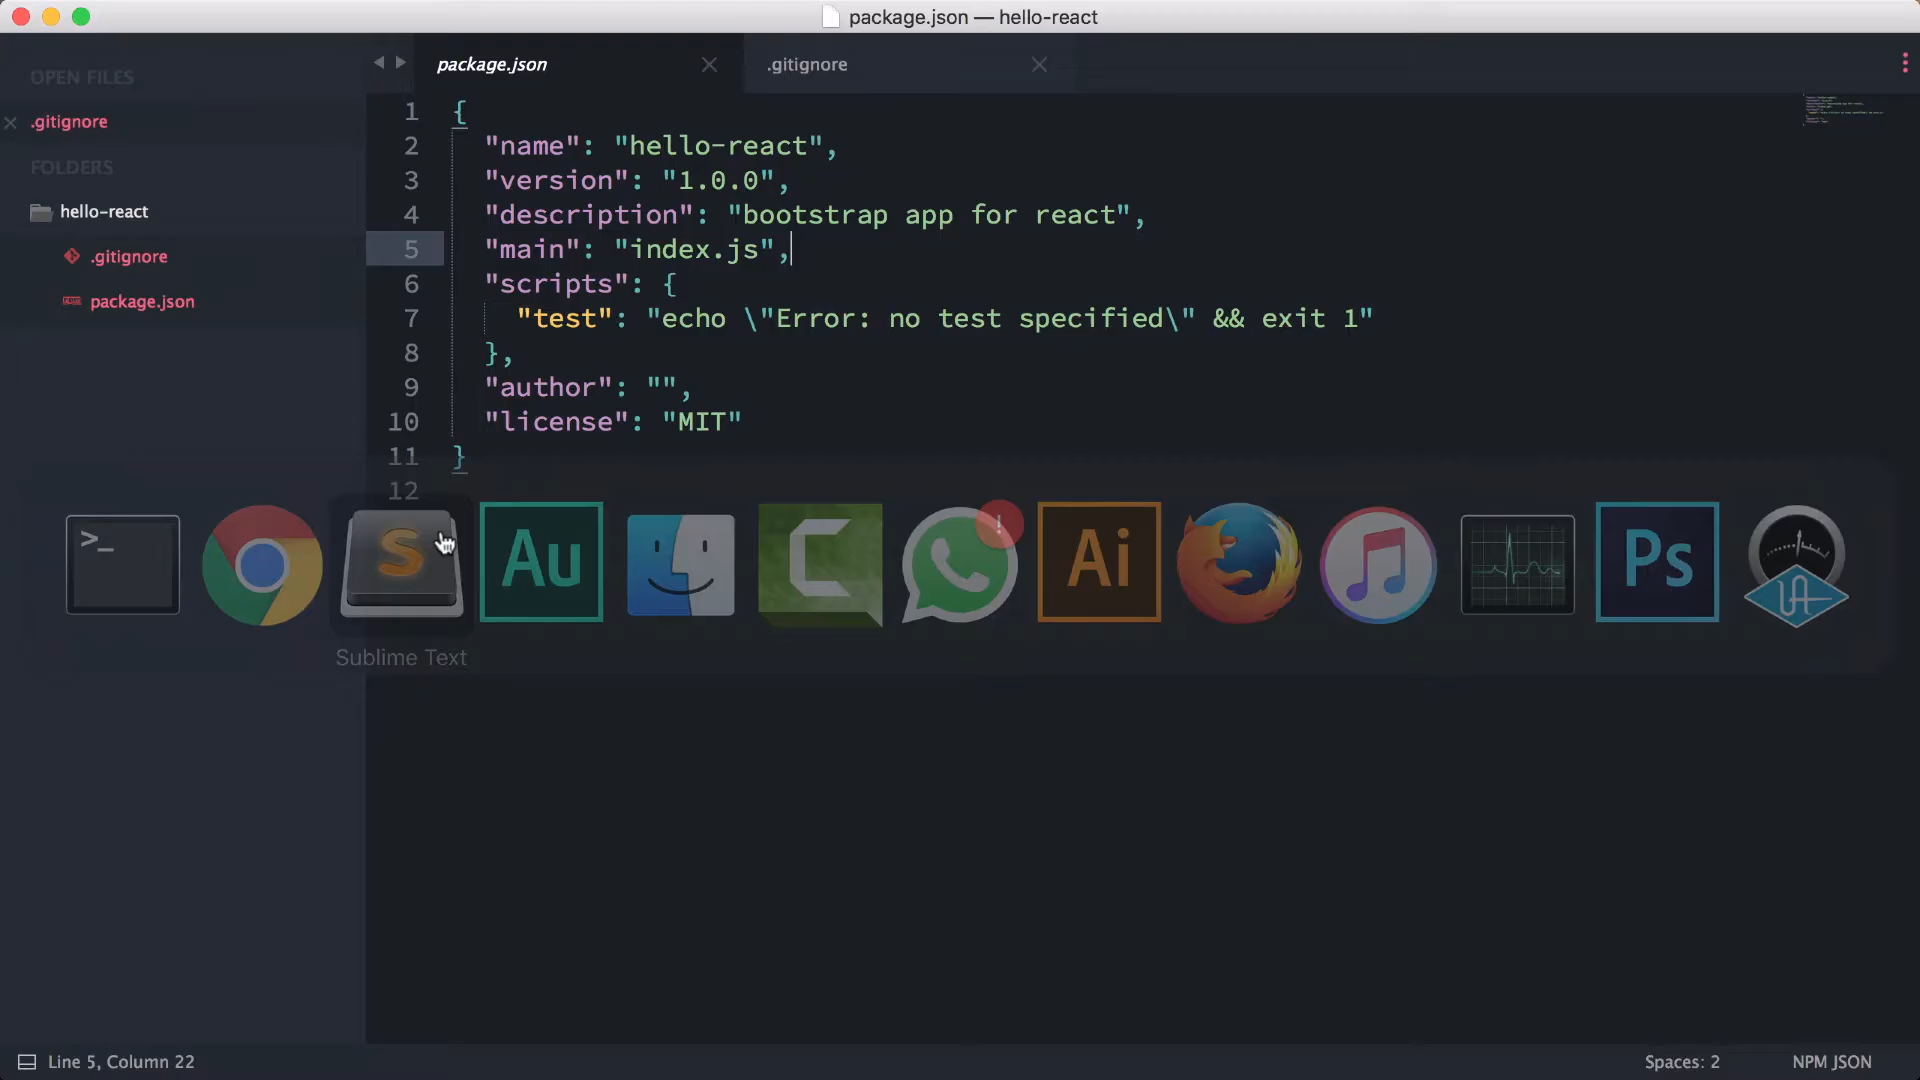 package.json — hello-react
OPEN FILES
.gitignore
FOLDERS
hello-react
.gitignore
package.json
package.json
.gitignore
1 {
2 "name": "hello-react",
3 "version": "1.0.0",
4 "description": "bootstrap app for react",
5 "main": "index.js",
6 "scripts": {
7 "test": "echo \"Error: no test specified\" && exit 1"
8 },
9 "author": "",
10 "license": "MIT"
11 }
12
>_
S
Au
C
!
Ai
Ps
UA
Sublime Text
Line 5, Column 22
Spaces: 2
NPM JSON